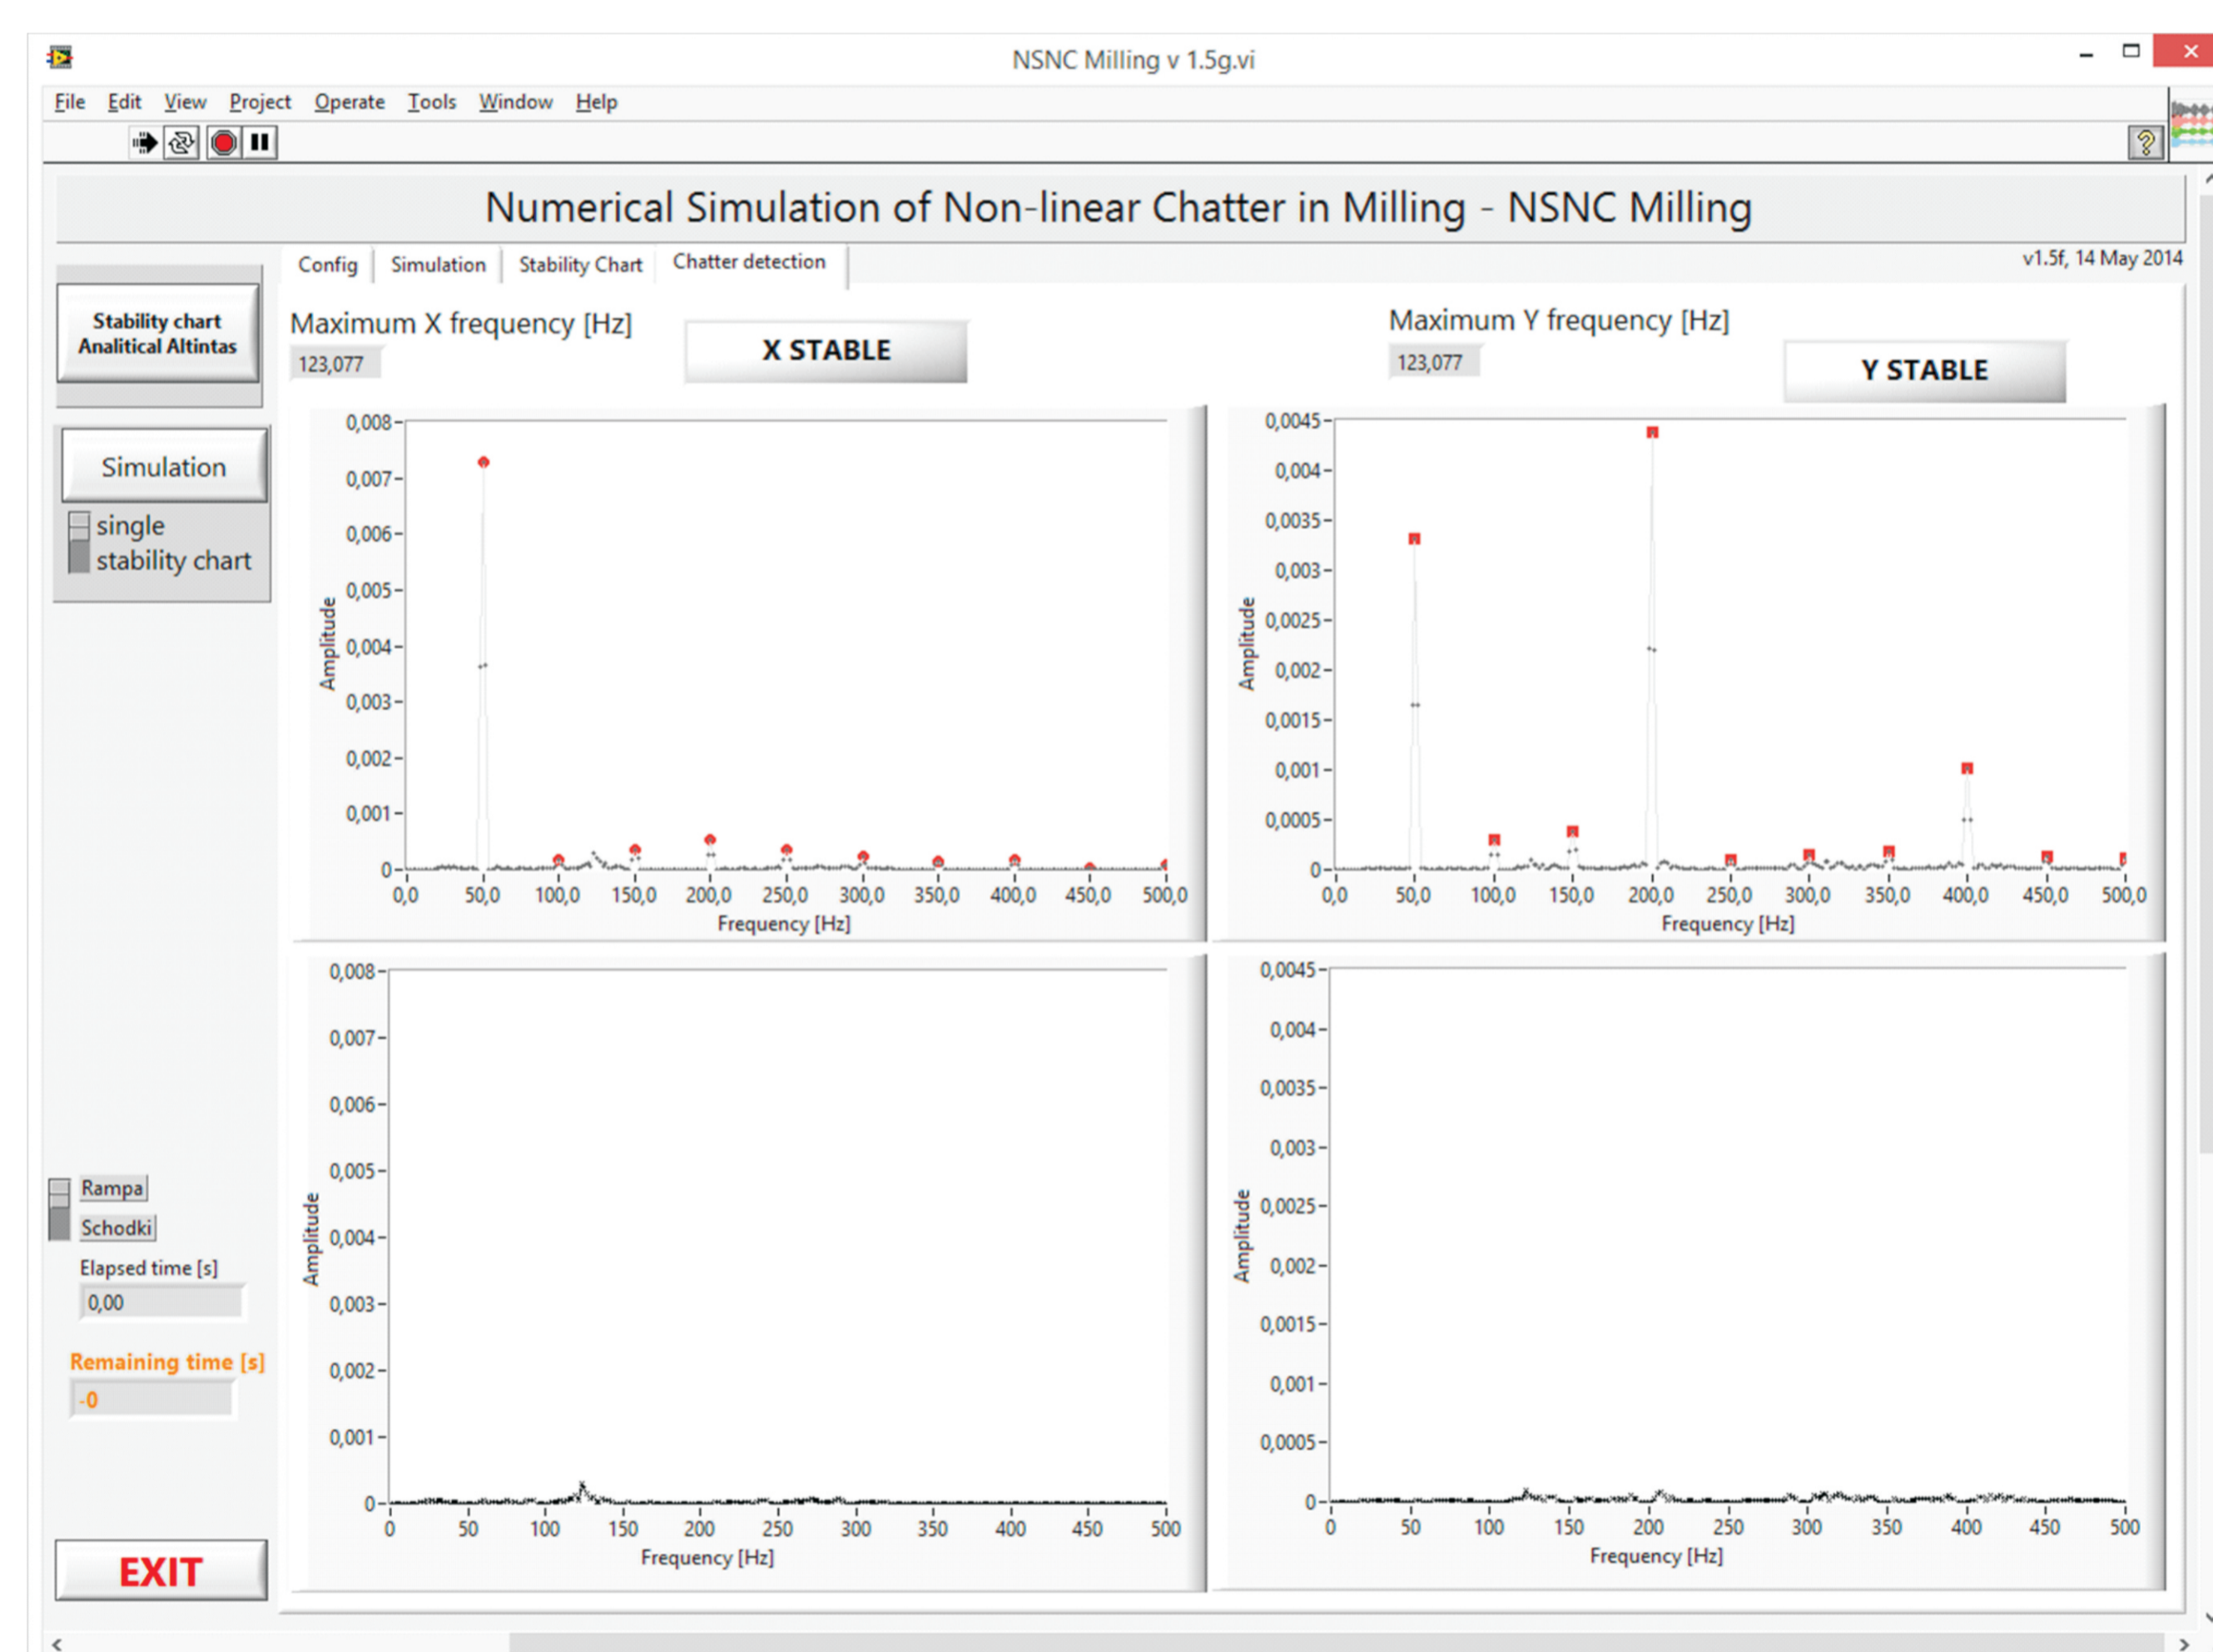 NSNC Milling v 1.5g.vi
File Edit View Project Operate Tools Window Help
Numerical Simulation of Non-linear Chatter in Milling - NSNC Milling
Config Simulation Stability Chart Chatter detection
v1.5f, 14 May 2014
Stability chart
Analitical Altintas
Simulation
single
stability chart
Rampa
Schodki
Elapsed time [s]
0,00
Remaining time [s]
-0
EXIT
Maximum X frequency [Hz]
123,077
X STABLE
Maximum Y frequency [Hz]
123,077
Y STABLE
0,008
0,007
0,006
0,005
0,004
0,003
0,002
0,001
0
Amplitude
0,0 50,0 100,0 150,0 200,0 250,0 300,0 350,0 400,0 450,0 500,0
Frequency [Hz]
0,0045
0,004
0,0035
0,003
0,0025
0,002
0,0015
0,001
0,0005
0
Amplitude
0,0 50,0 100,0 150,0 200,0 250,0 300,0 350,0 400,0 450,0 500,0
Frequency [Hz]
0,008
0,007
0,006
0,005
0,004
0,003
0,002
0,001
0
Amplitude
0 50 100 150 200 250 300 350 400 450 500
Frequency [Hz]
0,0045
0,004
0,0035
0,003
0,0025
0,002
0,0015
0,001
0,0005
0
Amplitude
0 50 100 150 200 250 300 350 400 450 500
Frequency [Hz]